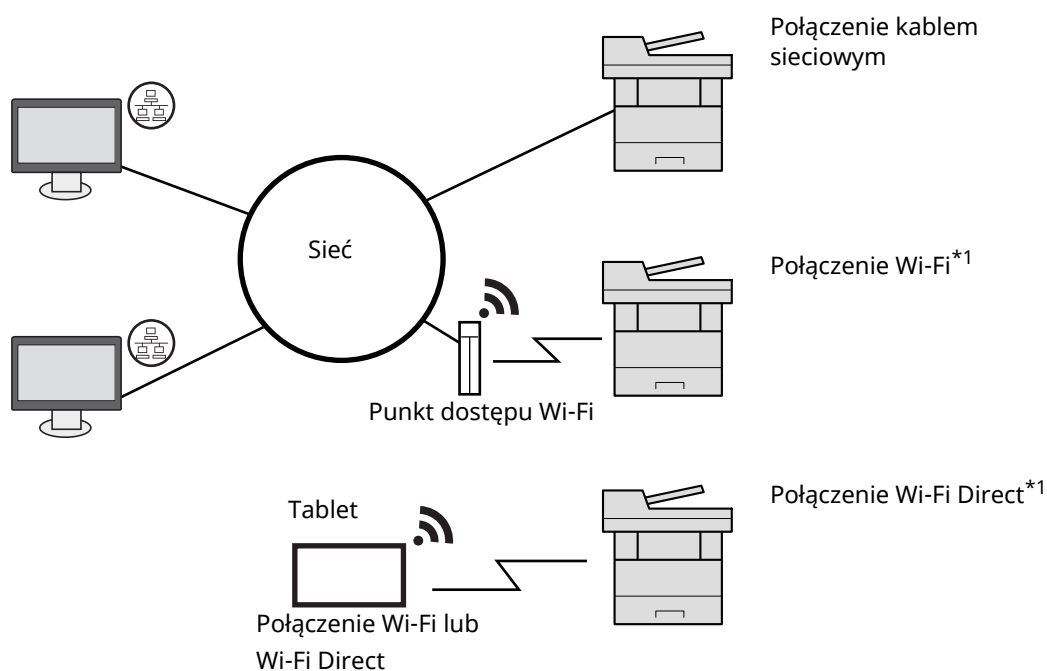 Połączenie kablem
sieciowym
Sieć
Połączenie Wi-Fi*1
Punkt dostępu Wi-Fi
Połączenie Wi-Fi Direct*1
Tablet
Połączenie Wi-Fi lub
Wi-Fi Direct